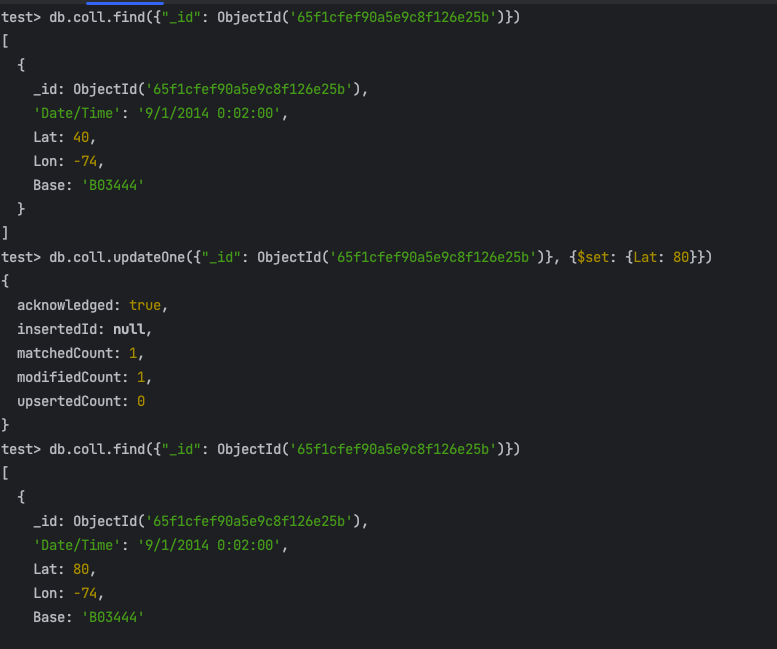 test> db.coll.find({"_id": ObjectId('65f1cfef90a5e9c8f126e25b')})
[
  {
    _id: ObjectId('65f1cfef90a5e9c8f126e25b'),
    'Date/Time': '9/1/2014 0:02:00',
    Lat: 40,
    Lon: -74,
    Base: 'B03444'
  }
]
test> db.coll.updateOne({"_id": ObjectId('65f1cfef90a5e9c8f126e25b')}, {$set: {Lat: 80}})
{
  acknowledged: true,
  insertedId: null,
  matchedCount: 1,
  modifiedCount: 1,
  upsertedCount: 0
}
test> db.coll.find({"_id": ObjectId('65f1cfef90a5e9c8f126e25b')})
[
  {
    _id: ObjectId('65f1cfef90a5e9c8f126e25b'),
    'Date/Time': '9/1/2014 0:02:00',
    Lat: 80,
    Lon: -74,
    Base: 'B03444'